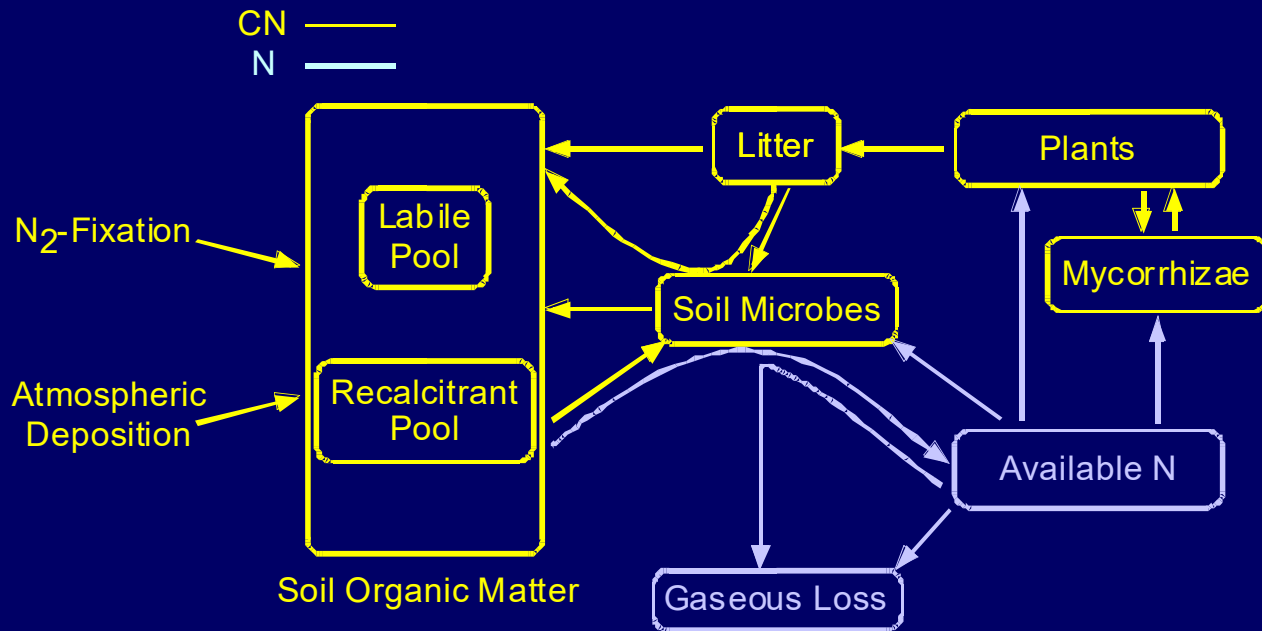 CN
N
Litter
Plants
Labile
Pool
N2-Fixation
Mycorrhizae
Soil Microbes
Atmospheric
Deposition
Recalcitrant
Pool
Available N
Soil Organic Matter
Gaseous Loss